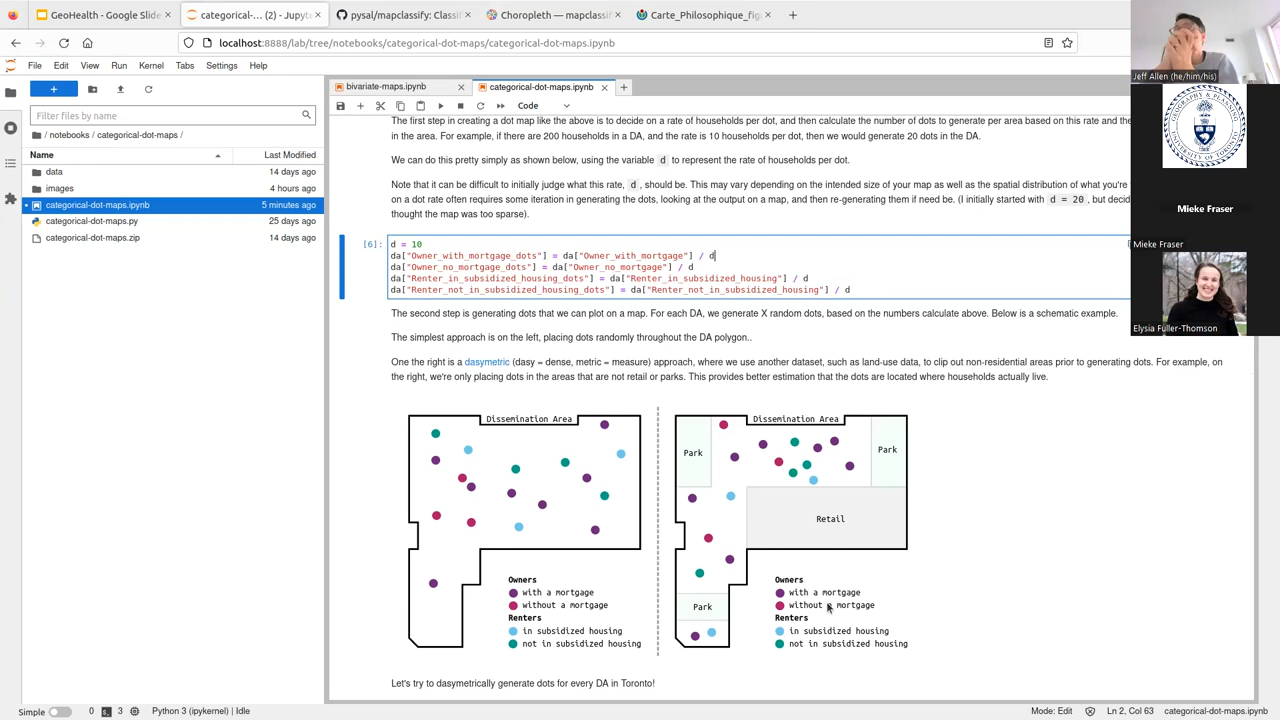 GeoHealth - Google Slide
categorical-... (2) - Jupyte
pysal/mapclassify: Classi
Choropleth — mapclassif
Carte_Philosophique_fig
localhost:8888/lab/tree/notebooks/categorical-dot-maps/categorical-dot-maps.ipynb
File Edit View Run Kernel Tabs Settings Help
bivariate-maps.ipynb
categorical-dot-maps.ipynb
Code
Filter files by name
/ notebooks / categorical-dot-maps /
Name Last Modified
data 14 days ago
images 4 hours ago
categorical-dot-maps.ipynb 5 minutes ago
categorical-dot-maps.py 25 days ago
categorical-dot-maps.zip 14 days ago
The first step in creating a dot map like the above is to decide on a rate of households per dot, and then calculate the number of dots to generate per area based on this rate and the
in the area. For example, if there are 200 households in a DA, and the rate is 10 households per dot, then we would generate 20 dots in the DA.
We can do this pretty simply as shown below, using the variable d to represent the rate of households per dot.
Note that it can be difficult to initially judge what this rate, d , should be. This may vary depending on the intended size of your map as well as the spatial distribution of what you're
on a dot rate often requires some iteration in generating the dots, looking at the output on a map, and then re-generating them if need be. (I initially started with d = 20 , but decid
thought the map was too sparse).
[6]: d = 10
da["Owner_with_mortgage_dots"] = da["Owner_with_mortgage"] / d
da["Owner_no_mortgage_dots"] = da["Owner_no_mortgage"] / d
da["Renter_in_subsidized_housing_dots"] = da["Renter_in_subsidized_housing"] / d
da["Renter_not_in_subsidized_housing_dots"] = da["Renter_not_in_subsidized_housing"] / d
The second step is generating dots that we can plot on a map. For each DA, we generate X random dots, based on the numbers calculate above. Below is a schematic example.
The simplest approach is on the left, placing dots randomly throughout the DA polygon..
One the right is a dasymetric (dasy = dense, metric = measure) approach, where we use another dataset, such as land-use data, to clip out non-residential areas prior to generating dots. For example, on
the right, we're only placing dots in the areas that are not retail or parks. This provides better estimation that the dots are located where households actually live.
Dissemination Area
Owners
with a mortgage
without a mortgage
Renters
in subsidized housing
not in subsidized housing
Dissemination Area
Park
Park
Retail
Park
Owners
with a mortgage
without a mortgage
Renters
in subsidized housing
not in subsidized housing
Let's try to dasymetrically generate dots for every DA in Toronto!
Jeff Allen (he/him/his)
Mieke Fraser
Mieke Fraser
Elysia Fuller-Thomson
Simple 0 3 Python 3 (ipykernel) | Idle
Mode: Edit Ln 2, Col 63 categorical-dot-maps.ipynb